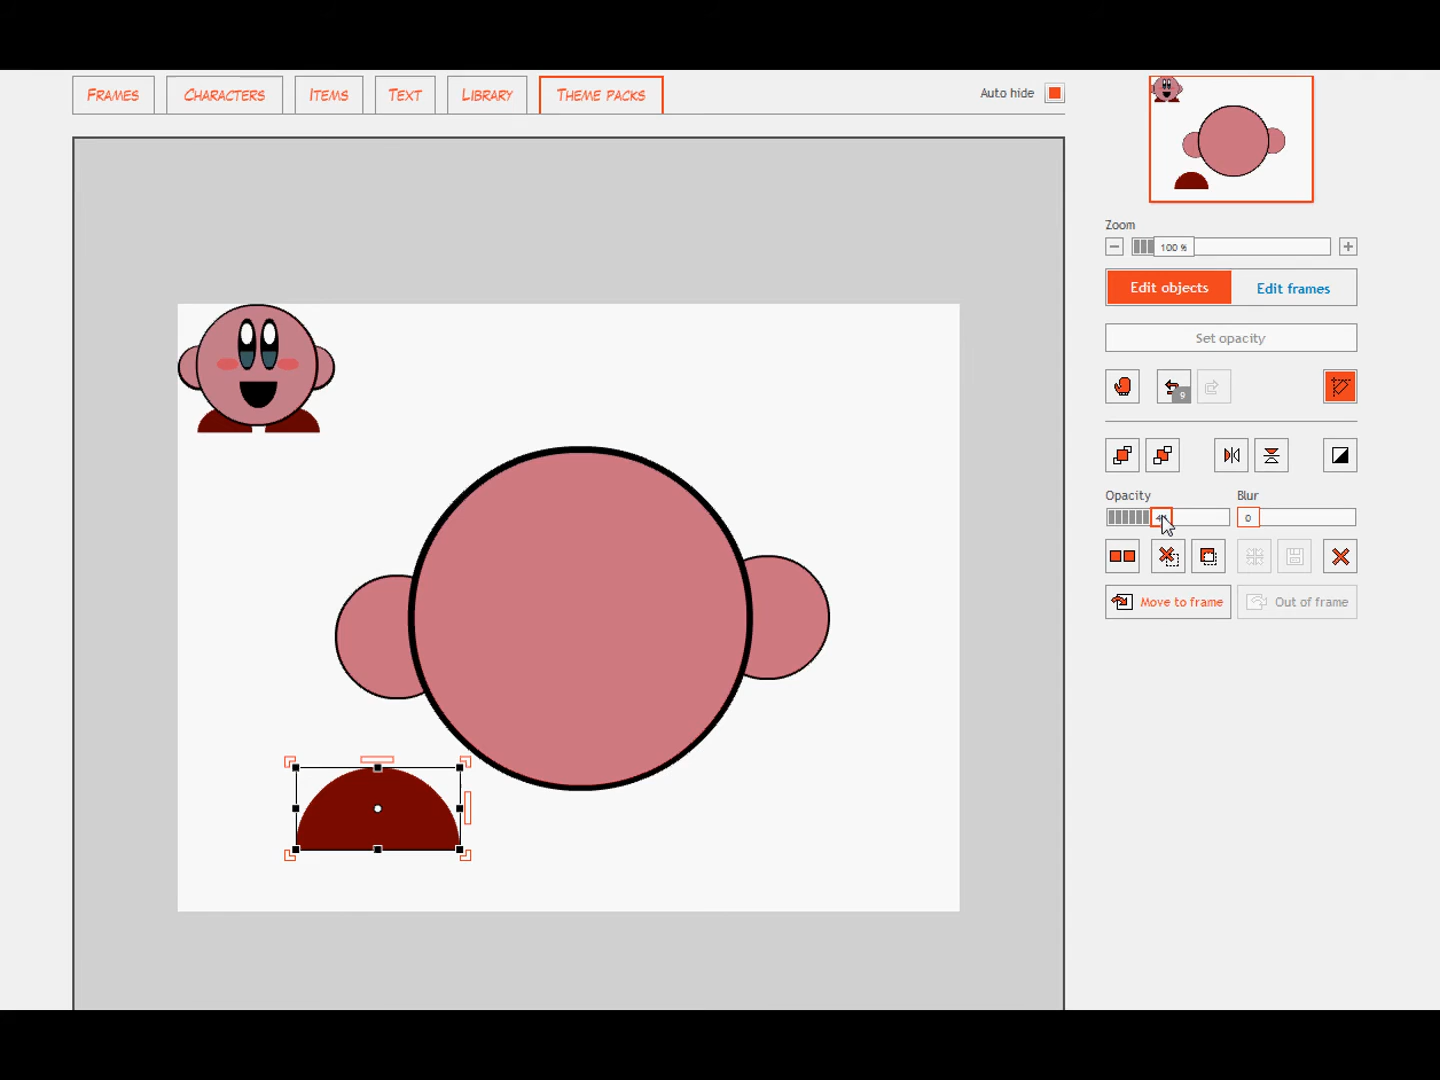 FRAMES
CHARACTERS
ITEMS
TEXT
LIBRARY
THEME PACKS
Auto hide
Zoom
100 %
Edit objects
Edit frames
Set opacity
9
Opacity
Blur
0
Move to frame
Out of frame